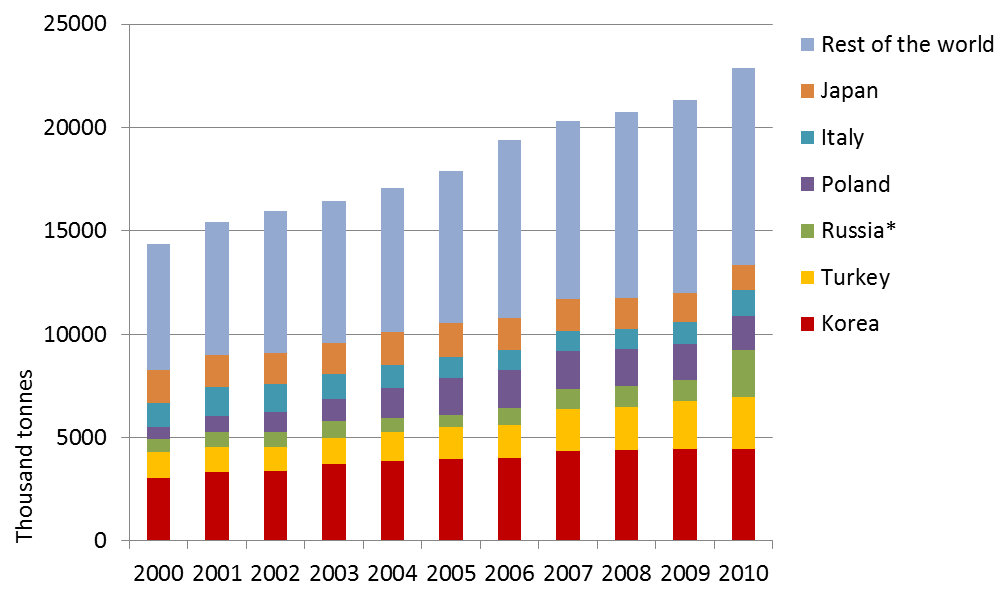 Thousand tonnes
25000
20000
15000
10000
5000
0
2000 2001 2002 2003 2004 2005 2006 2007 2008 2009 2010
Rest of the world
Japan
Italy
Poland
Russia*
Turkey
Korea